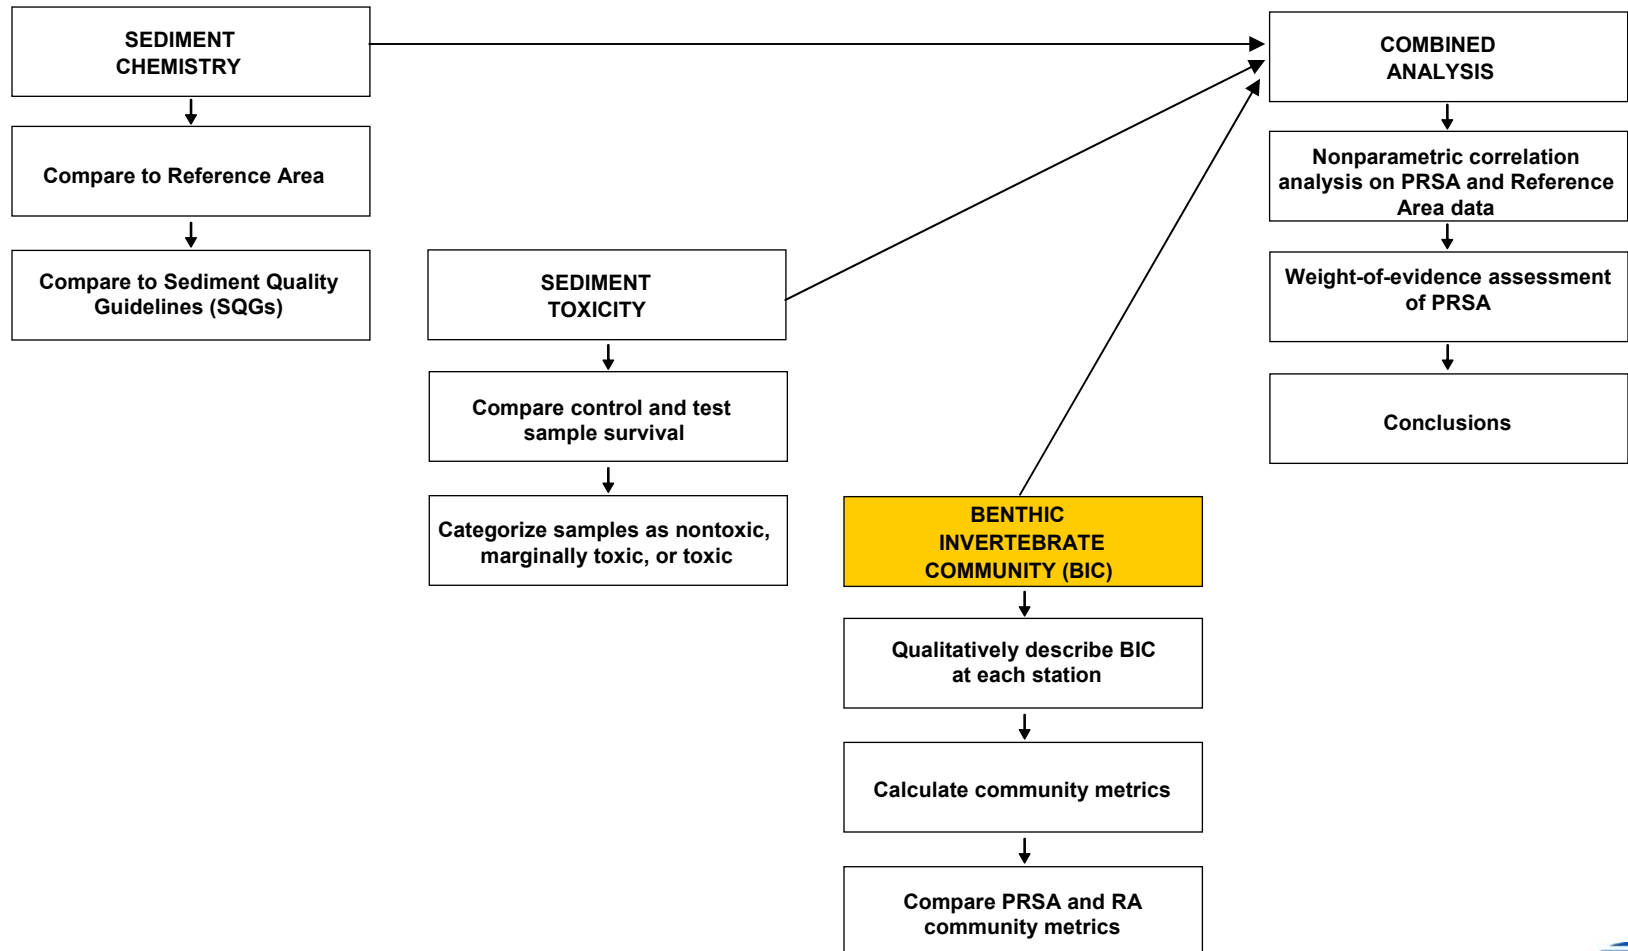 SEDIMENT
CHEMISTRY
Compare to Reference Area
Compare to Sediment Quality
Guidelines (SQGs)
SEDIMENT
TOXICITY
Compare control and test
sample survival
Categorize samples as nontoxic,
marginally toxic, or toxic
BENTHIC
INVERTEBRATE
COMMUNITY (BIC)
Qualitatively describe BIC
at each station
Calculate community metrics
Compare PRSA and RA
community metrics
COMBINED
ANALYSIS
Nonparametric correlation
analysis on PRSA and Reference
Area data
Weight-of-evidence assessment
of PRSA
Conclusions